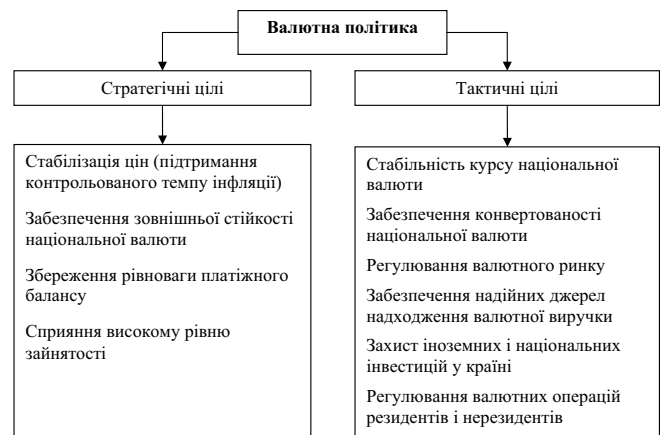 Валютна політика
Стратегічні цілі
Тактичні цілі
Стабілізація цін (підтримання
контрольованого темпу інфляції)
Забезпечення зовнішньої стійкості
національної валюти
Збереження рівноваги платіжного
балансу
Сприяння високому рівню
зайнятості
Стабільність курсу національної
валюти
Забезпечення конвертованості
національної валюти
Регулювання валютного ринку
Забезпечення надійних джерел
надходження валютної виручки
Захист іноземних і національних
інвестицій у країні
Регулювання валютних операцій
резидентів і нерезидентів